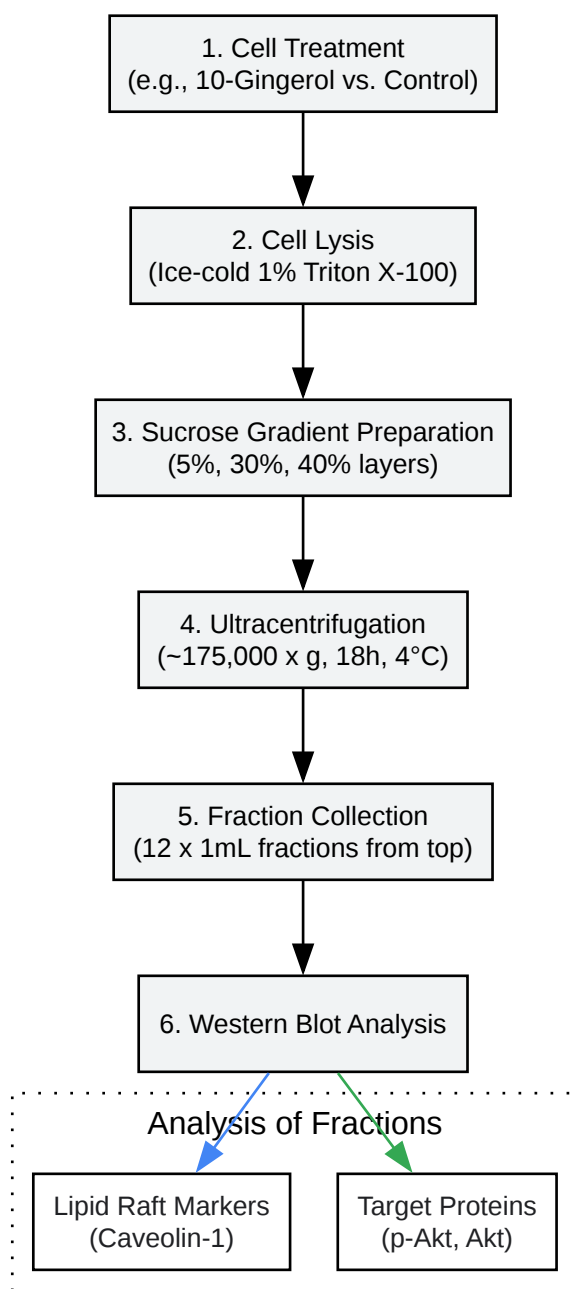 1. Cell Treatment
(e.g., 10-Gingerol vs. Control)
2. Cell Lysis
(Ice-cold 1% Triton X-100)
3. Sucrose Gradient Preparation
(5%, 30%, 40% layers)
4. Ultracentrifugation
(~175,000 x g, 18h, 4°C)
5. Fraction Collection
(12 x 1mL fractions from top)
6. Western Blot Analysis
Analysis of Fractions
Lipid Raft Markers
(Caveolin-1)
Target Proteins
(p-Akt, Akt)